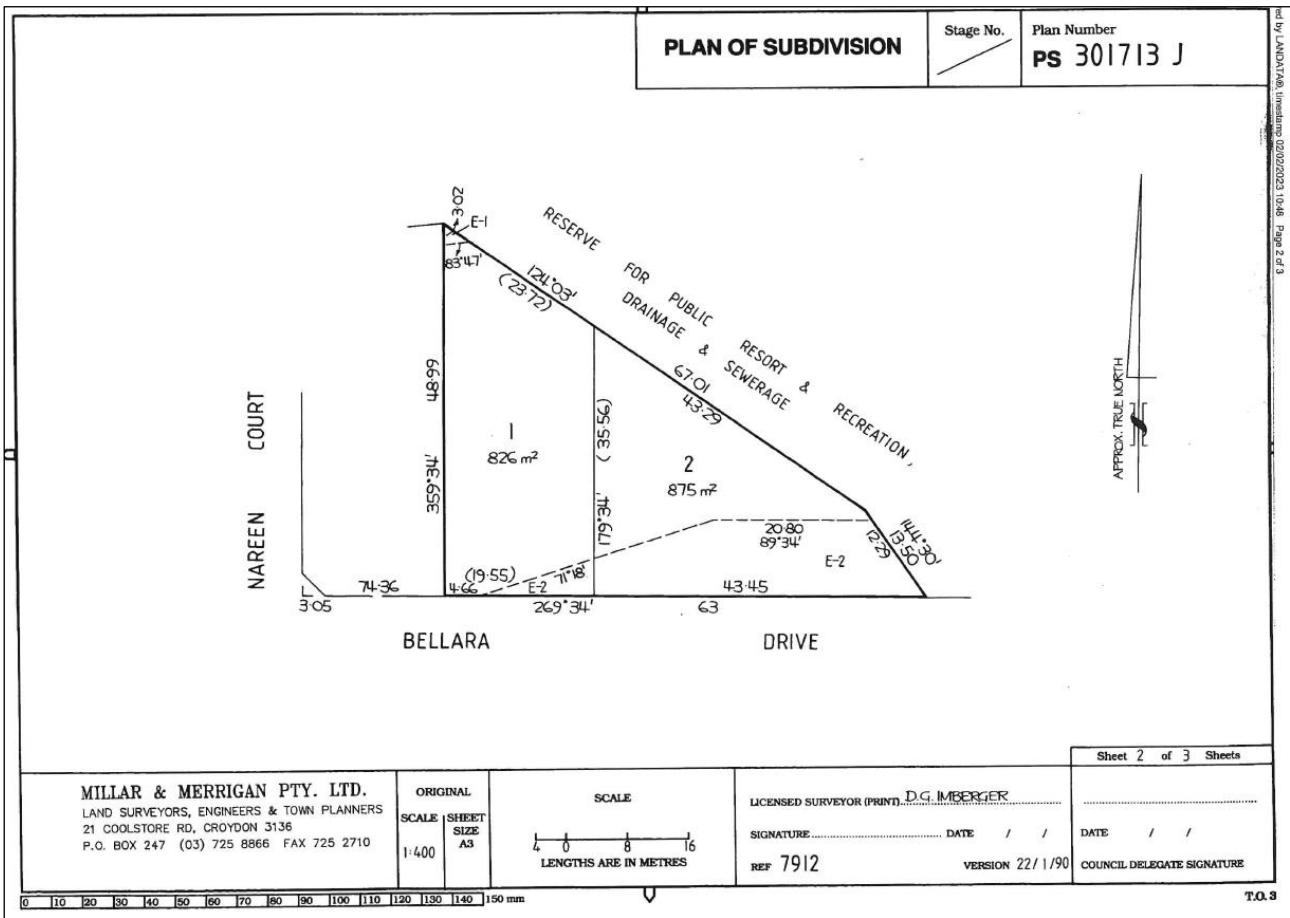 PLAN OF SUBDIVISION
Stage No.
Plan Number
PS 301713 J
ed by LANDATA®, timestamp 02/02/2023 10:46 Page 2 of 3
3·02
E-1
83°47'
124°03'
(23·72)
RESERVE FOR PUBLIC RESORT & RECREATION,
DRAINAGE & SEWERAGE
67·01
43·29
APPROX. TRUE NORTH
NAREEN COURT
48·99
359°34'
1
826 m²
(35·56)
179°34'
2
875 m²
20·80
89°34'
144°30'
13·50
12·29
E-2
74·36
3·05
4·66
(19·55)
71°18'
E-2
269°34'
43·45
63
BELLARA DRIVE
Sheet 2 of 3 Sheets
MILLAR & MERRIGAN PTY. LTD.
LAND SURVEYORS, ENGINEERS & TOWN PLANNERS
21 COOLSTORE RD, CROYDON 3136
P.O. BOX 247 (03) 725 8866 FAX 725 2710
ORIGINAL
SCALE
SHEET SIZE
A3
1:400
SCALE
4 0 8 16
LENGTHS ARE IN METRES
LICENSED SURVEYOR (PRINT) D.G. IMBERGER
SIGNATURE DATE / /
REF 7912 VERSION 22/1/90
DATE / /
COUNCIL DELEGATE SIGNATURE
0 10 20 30 40 50 60 70 80 90 100 110 120 130 140 150 mm
T.O. 3